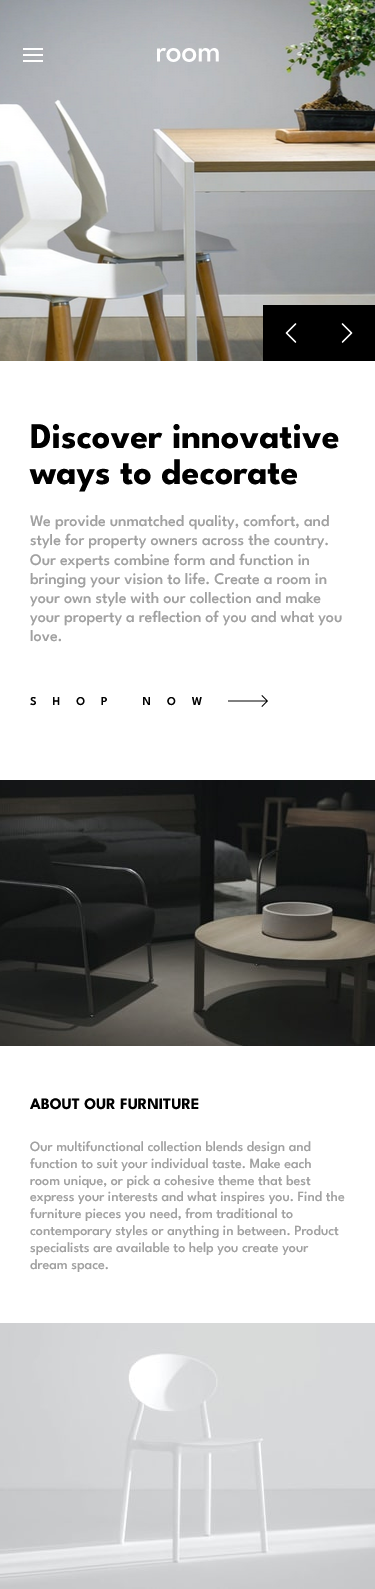 room
Discover innovative
ways to decorate
We provide unmatched quality, comfort, and
style for property owners across the country.
Our experts combine form and function in
bringing your vision to life. Create a room in
your own style with our collection and make
your property a reflection of you and what you
love.
SHOP NOW
ABOUT OUR FURNITURE
Our multifunctional collection blends design and
function to suit your individual taste. Make each
room unique, or pick a cohesive theme that best
express your interests and what inspires you. Find the
furniture pieces you need, from traditional to
contemporary styles or anything in between. Product
specialists are available to help you create your
dream space.